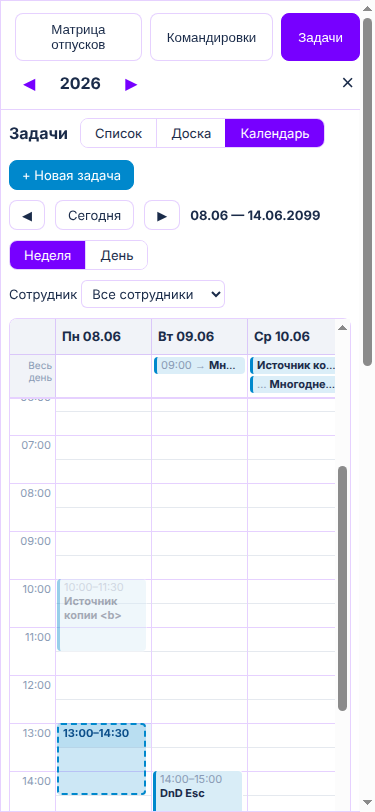 Матрица
отпусков
Командировки
Задачи
◀ 2026 ▶ ×
Задачи
Список
Доска
Календарь
+ Новая задача
◀ Сегодня ▶ 08.06 — 14.06.2099
Неделя
День
Сотрудник Все сотрудники
Пн 08.06
Вт 09.06
Ср 10.06
Весь
день
09:00 → Мн...
Источник ко...
... Многодне...
07:00
08:00
09:00
10:00
10:00–11:30
Источник
копии <b>
11:00
12:00
13:00
13:00–14:30
14:00
14:00–15:00
DnD Esc